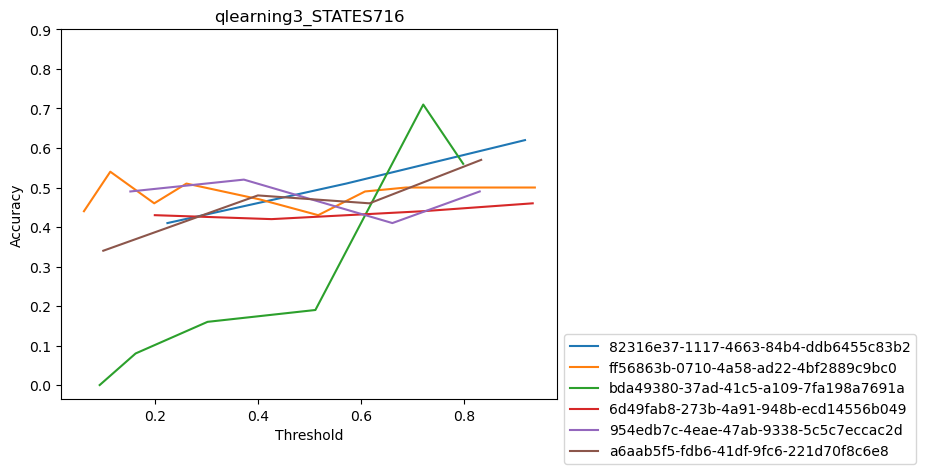 qlearning3_STATES716
Accuracy
0.9
0.8
0.7
0.6
0.5
0.4
0.3
0.2
0.1
0.0
0.2 0.4 0.6 0.8
Threshold
82316e37-1117-4663-84b4-ddb6455c83b2
ff56863b-0710-4a58-ad22-4bf2889c9bc0
bda49380-37ad-41c5-a109-7fa198a7691a
6d49fab8-273b-4a91-948b-ecd14556b049
954edb7c-4eae-47ab-9338-5c5c7eccac2d
a6aab5f5-fdb6-41df-9fc6-221d70f8c6e8